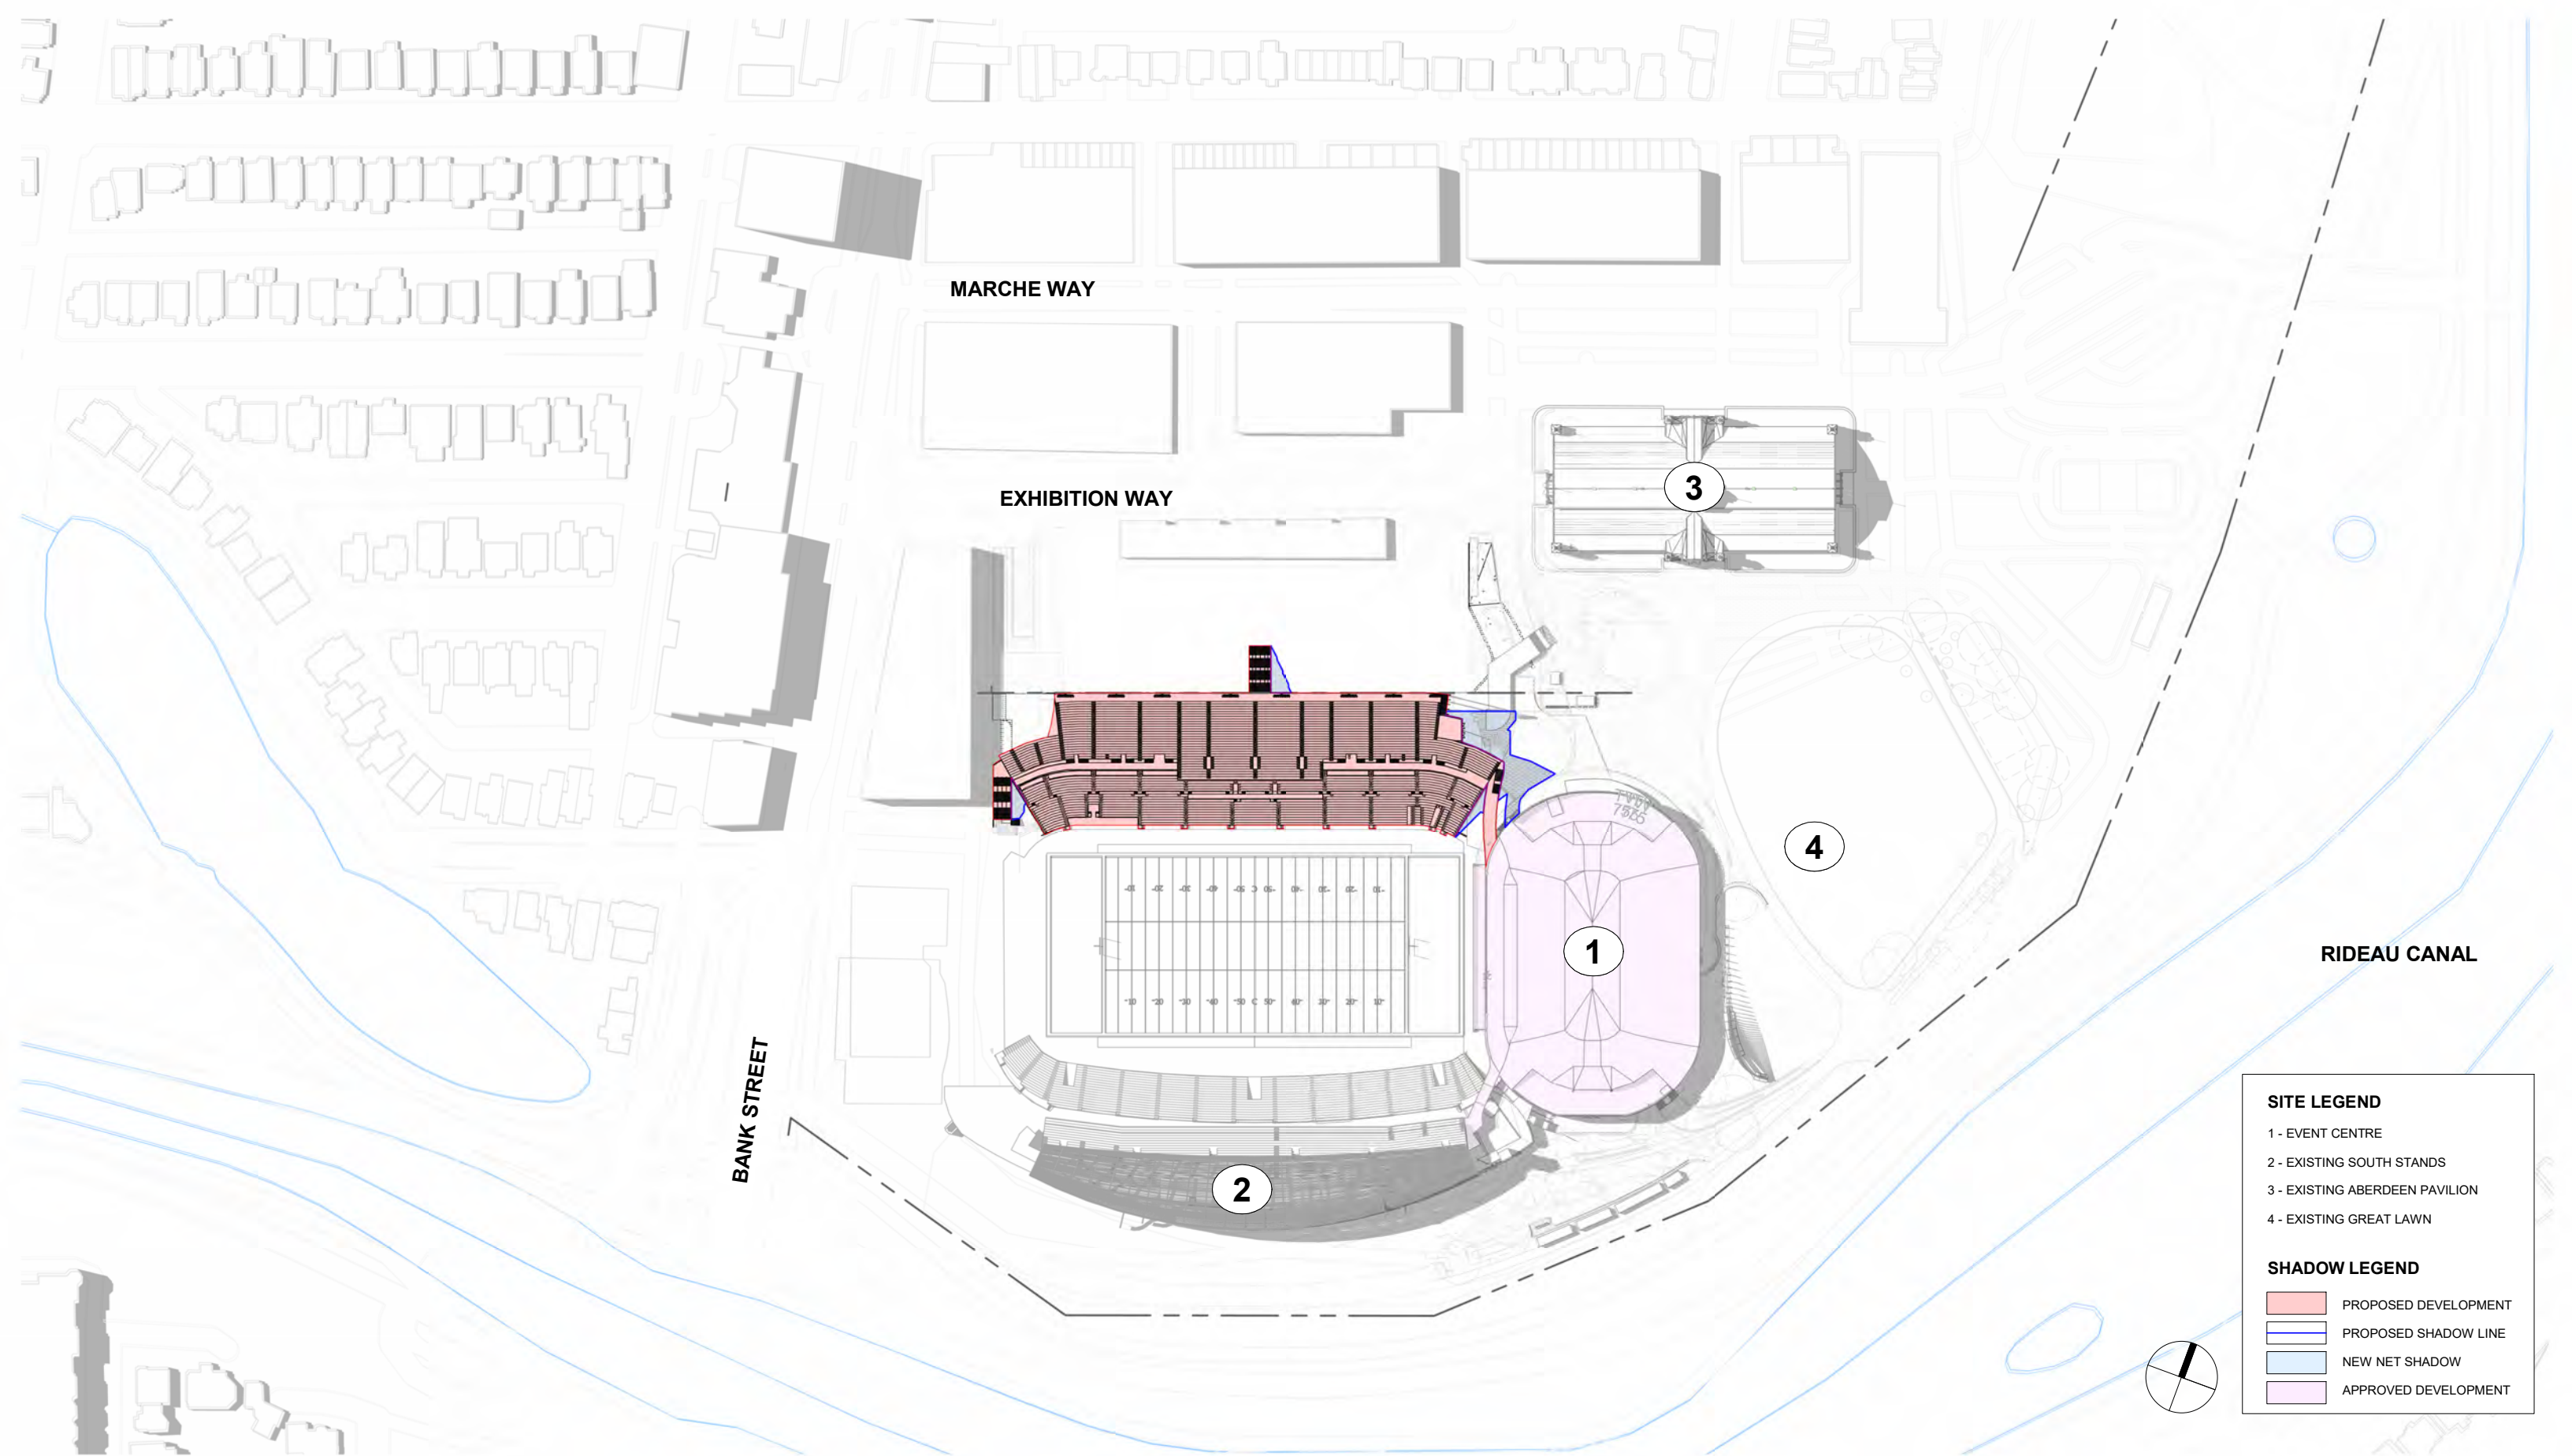 MARCHE WAY
EXHIBITION WAY
3
4
1
RIDEAU CANAL
BANK STREET
2
SITE LEGEND
1 - EVENT CENTRE
2 - EXISTING SOUTH STANDS
3 - EXISTING ABERDEEN PAVILION
4 - EXISTING GREAT LAWN
SHADOW LEGEND
PROPOSED DEVELOPMENT
PROPOSED SHADOW LINE
NEW NET SHADOW
APPROVED DEVELOPMENT